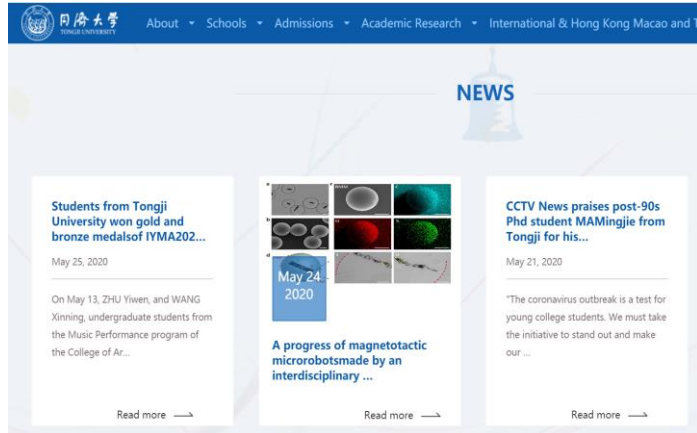 同济大学
TONGJI UNIVERSITY
About Schools Admissions Academic Research International & Hong Kong Macao and T
NEWS
Students from Tongji
University won gold and
bronze medalsof IYMA202...
May 25, 2020
On May 13, ZHU Yiwen, and WANG
Xinning, undergraduate students from
the Music Performance program of
the College of Ar...
Read more
May 24
2020
A progress of magnetotactic
microrobotsmade by an
interdisciplinary ...
Read more
CCTV News praises post-90s
Phd student MAMingjie from
Tongji for his...
May 21, 2020
"The coronavirus outbreak is a test for
young college students. We must take
the initiative to stand out and make
our ...
Read more